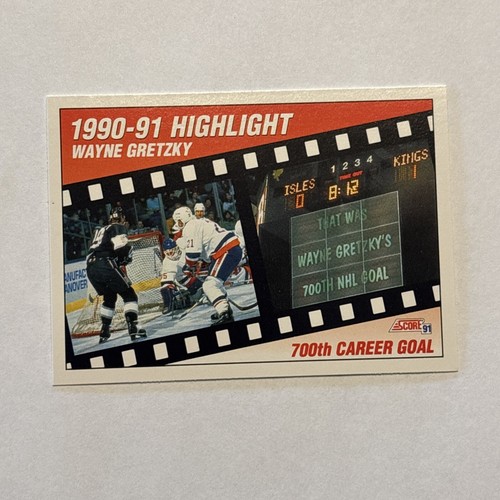 1990-91 HIGHLIGHT
WAYNE GRETZKY
1 2 3 4
ISLES
KINGS
0
8:12
1
THAT WAS
WAYNE GRETZKY'S
700TH NHL GOAL
SCORE 91
700th CAREER GOAL